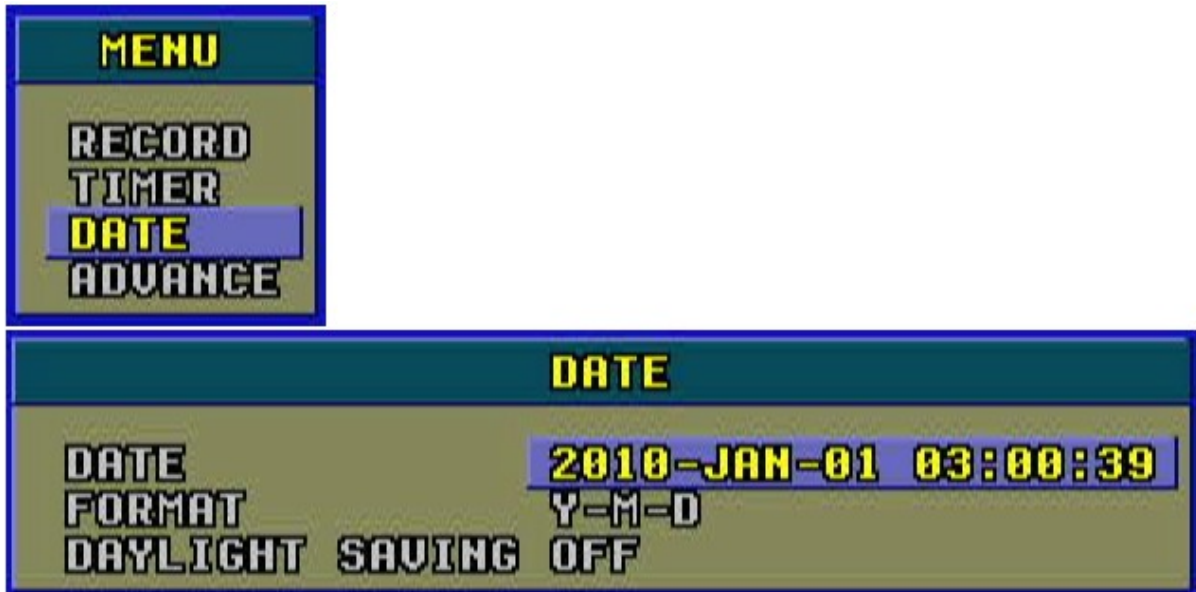 MENU
RECORD
TIMER
DATE
ADVANCE
DATE
DATE 2010-JAN-01 03:00:39
FORMAT Y-M-D
DAYLIGHT SAVING OFF